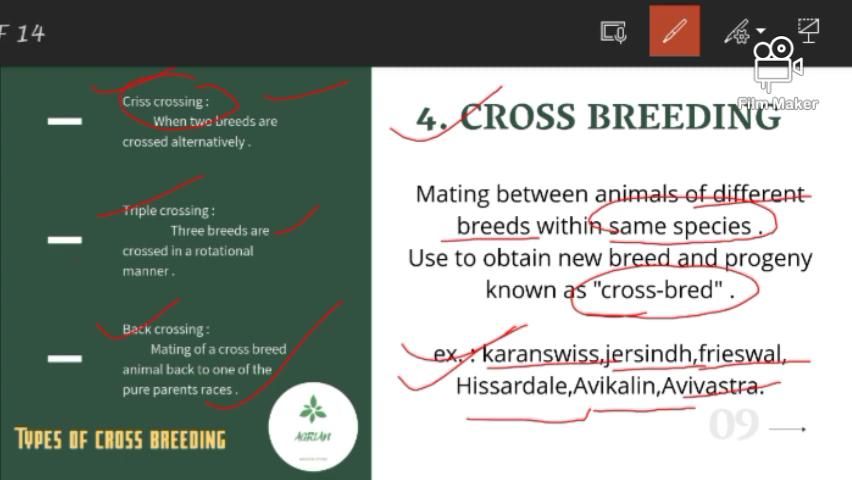 F 14
Film Maker
Criss crossing :
When two breeds are
crossed alternatively .
Triple crossing :
Three breeds are
crossed in a rotational
manner .
Back crossing :
Mating of a cross breed
animal back to one of the
pure parents races .
TYPES OF CROSS BREEDING
AGRIAN
4. CROSS BREEDING
Mating between animals of different
breeds within same species .
Use to obtain new breed and progeny
known as "cross-bred" .
ex. : karanswiss,jersindh,frieswal,
Hissardale,Avikalin,Avivastra.
09